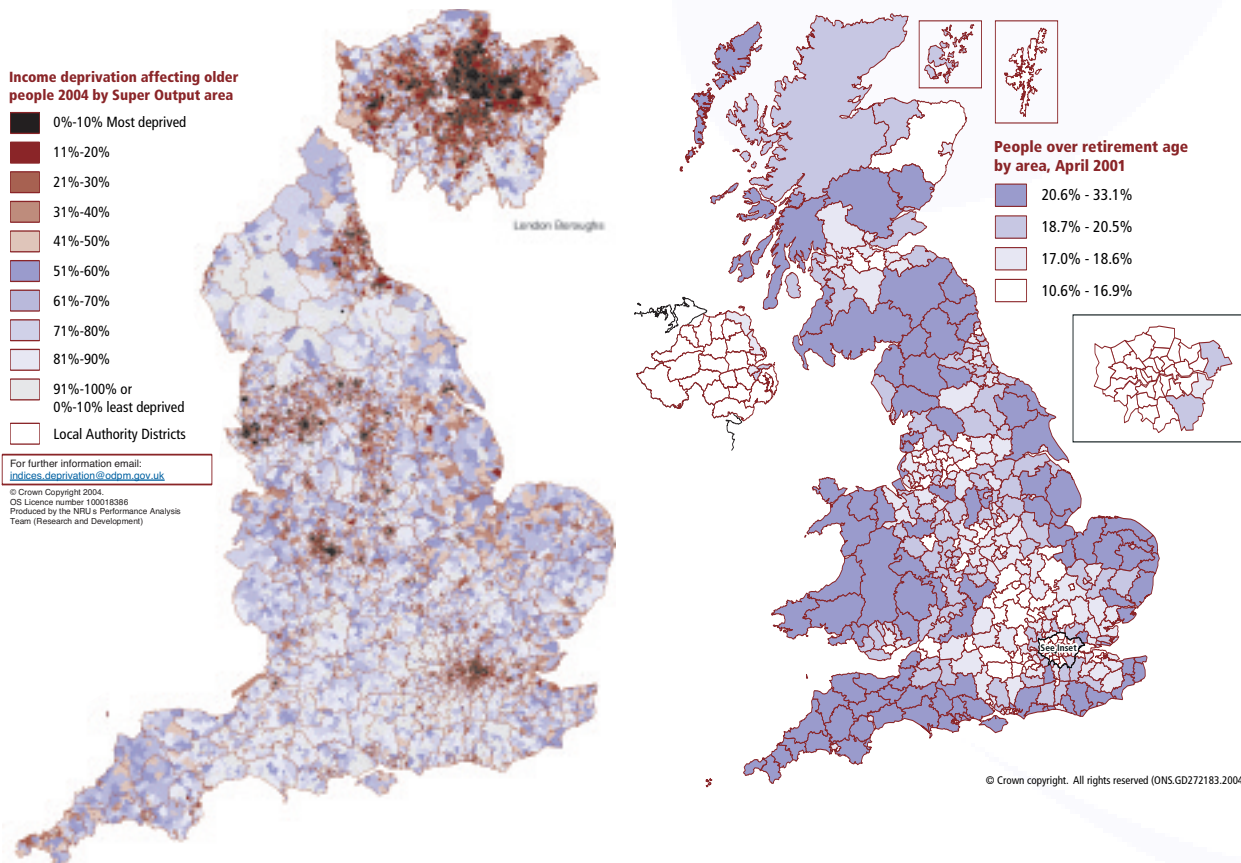 Income deprivation affecting older
people 2004 by Super Output area
0%-10% Most deprived
11%-20%
21%-30%
31%-40%
41%-50%
51%-60%
61%-70%
71%-80%
81%-90%
91%-100% or
0%-10% least deprived
Local Authority Districts
For further information email:
indices.deprivation@odpm.gov.uk
© Crown Copyright 2004.
OS Licence number 100018386
Produced by the NRU s Performance Analysis
Team (Research and Development)
London Boroughs
People over retirement age
by area, April 2001
20.6% - 33.1%
18.7% - 20.5%
17.0% - 18.6%
10.6% - 16.9%
See Inset
© Crown copyright. All rights reserved (ONS.GD272183.2004